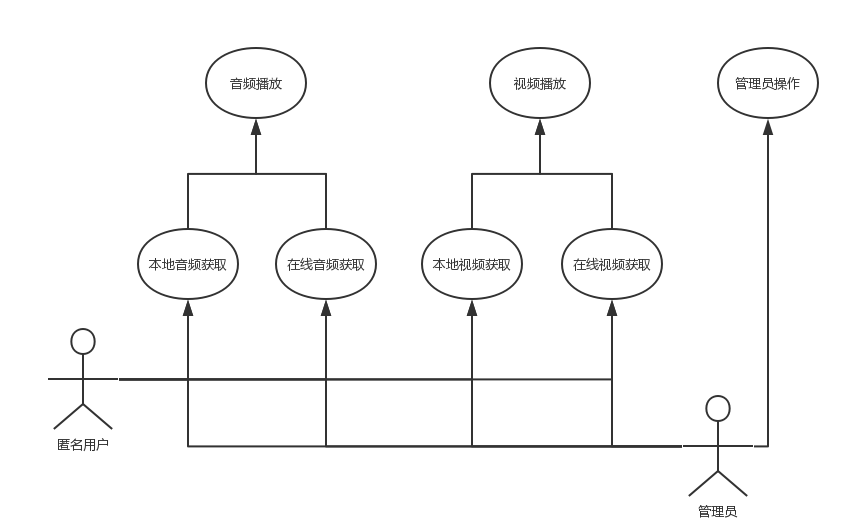 音频播放
视频播放
管理员操作
本地音频获取
在线音频获取
本地视频获取
在线视频获取
匿名用户
管理员